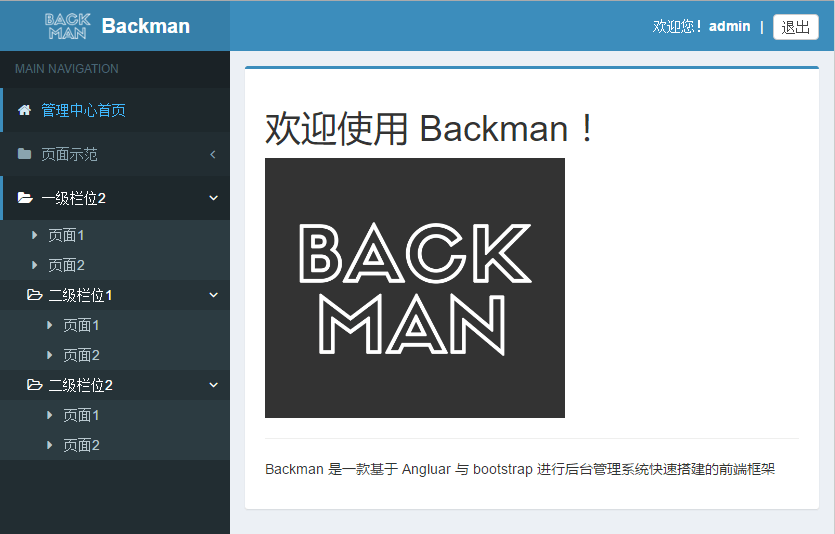 BACK
MAN
Backman
欢迎您！admin | 退出
MAIN NAVIGATION
管理中心首页
页面示范
一级栏位2
页面1
页面2
二级栏位1
页面1
页面2
二级栏位2
页面1
页面2
欢迎使用 Backman！
BACK
MAN
Backman 是一款基于 Angluar 与 bootstrap 进行后台管理系统快速搭建的前端框架